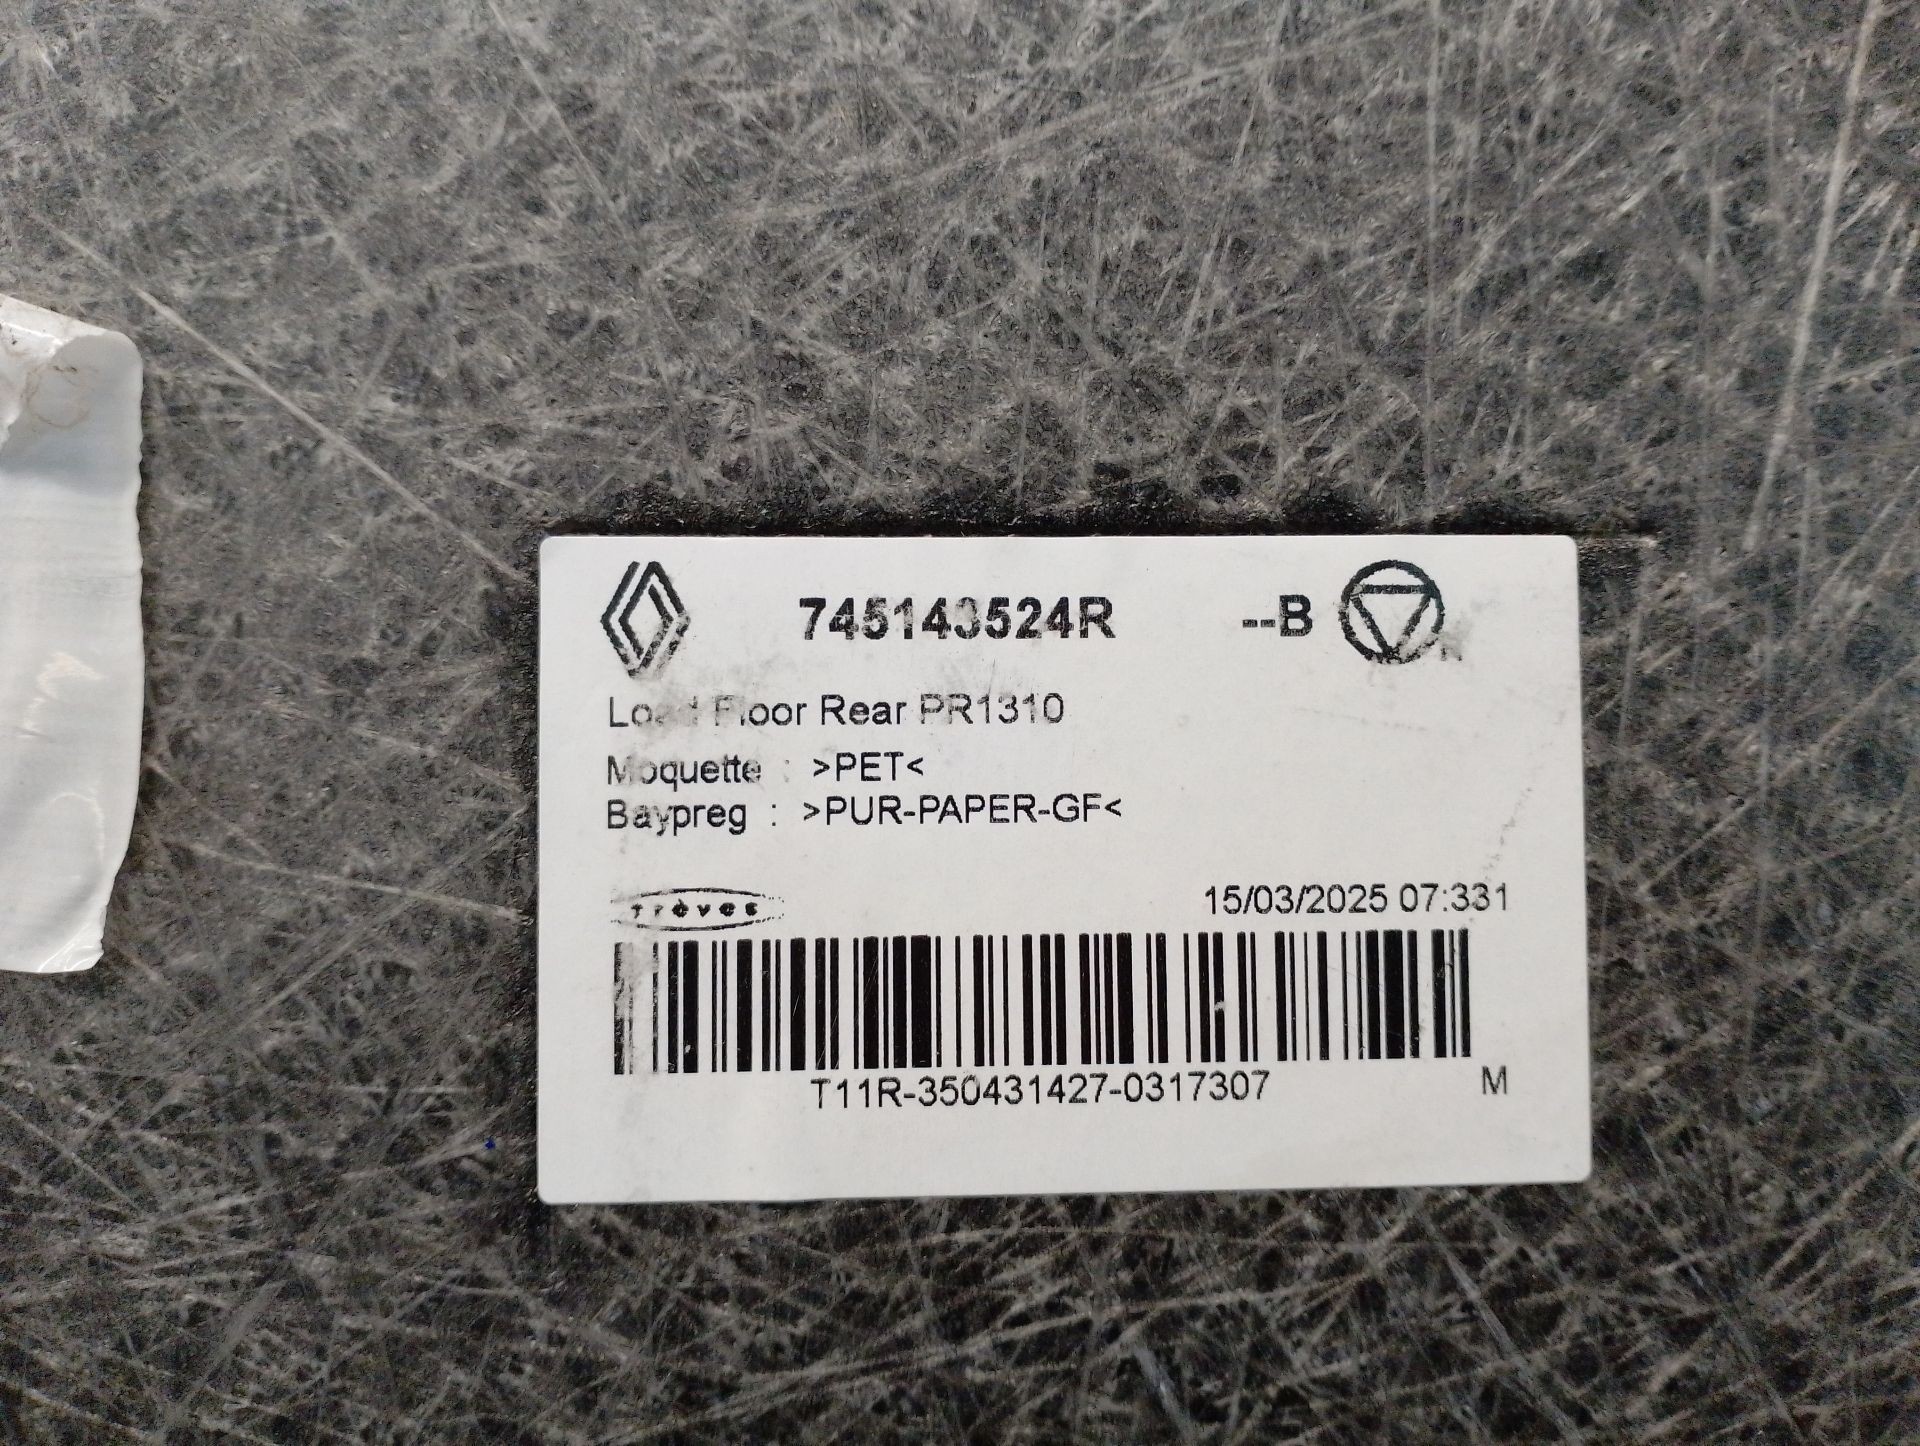 745143524R --B
Load Floor Rear PR1310
Moquette : >PET<
Baypreg : >PUR-PAPER-GF<
Trèves
15/03/2025 07:331
T11R-350431427-0317307 M